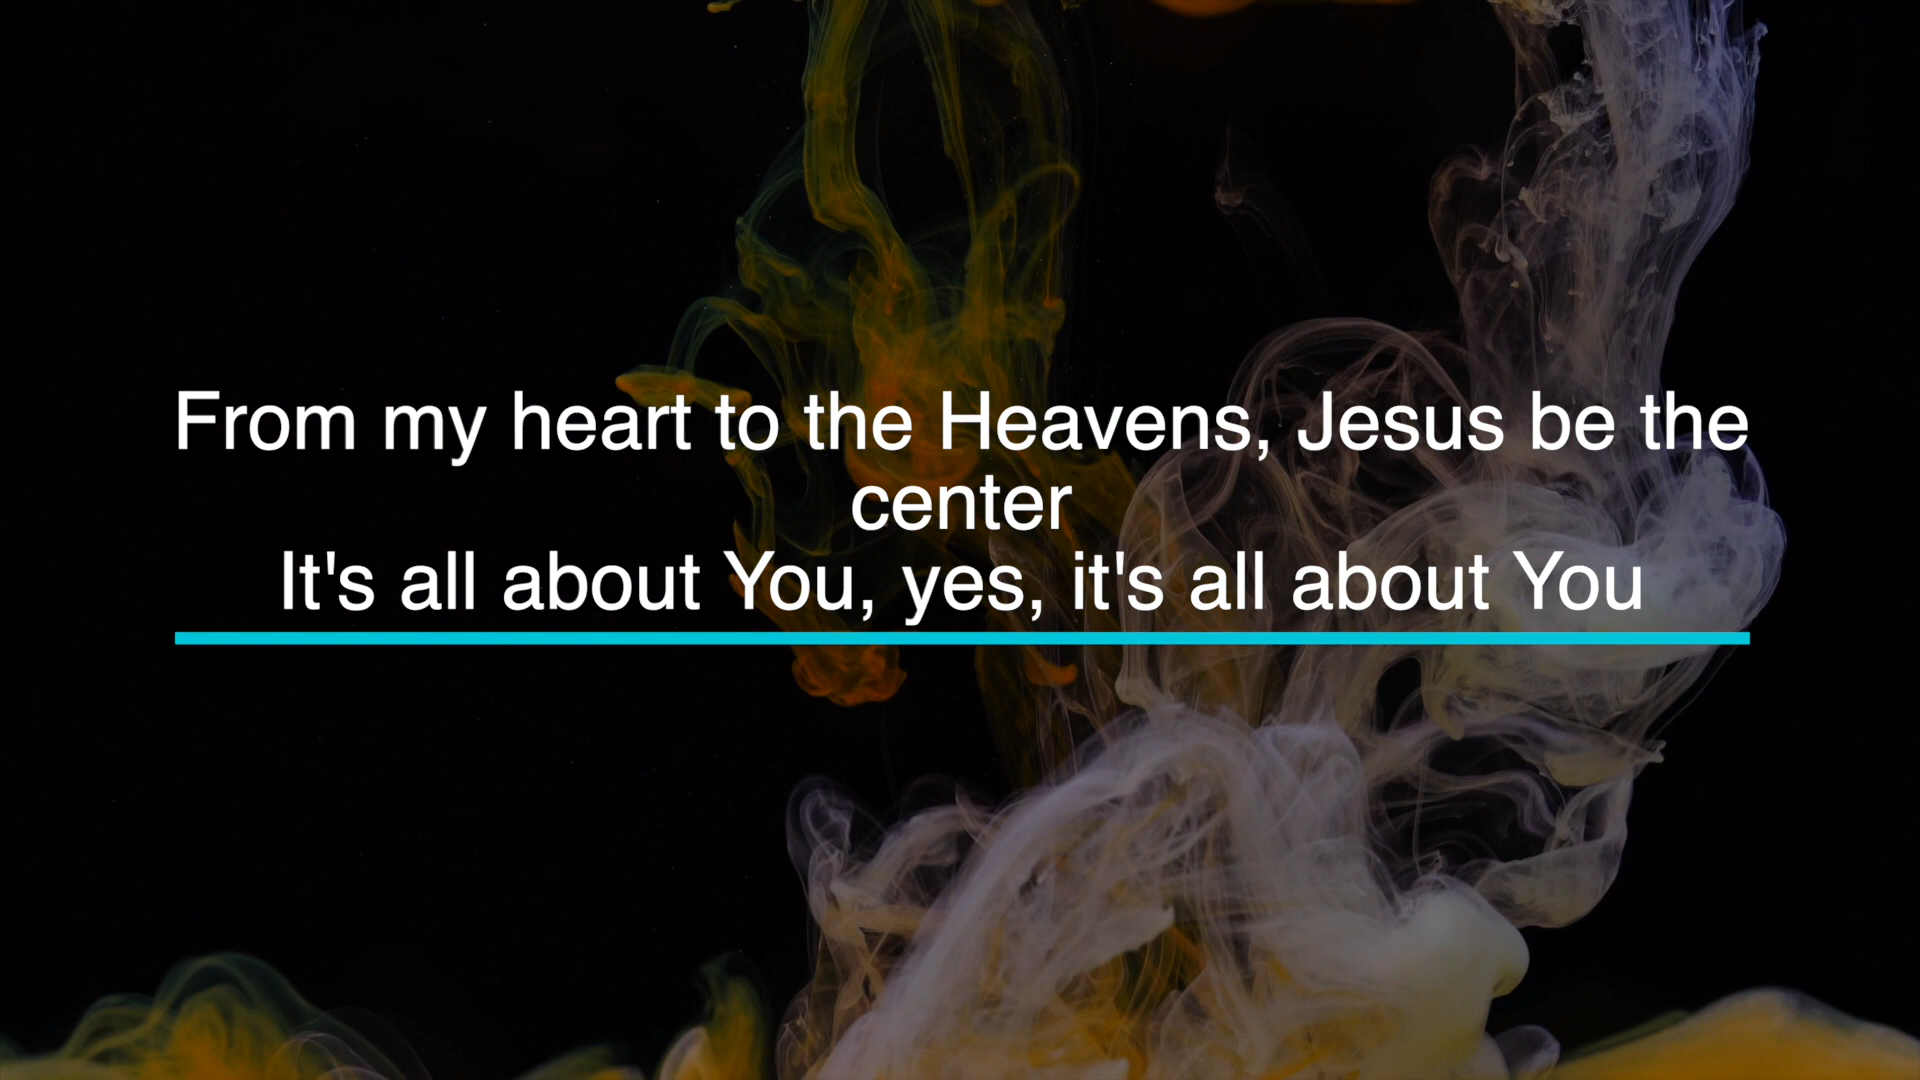 From my heart to the Heavens, Jesus be the
center
It's all about You, yes, it's all about You